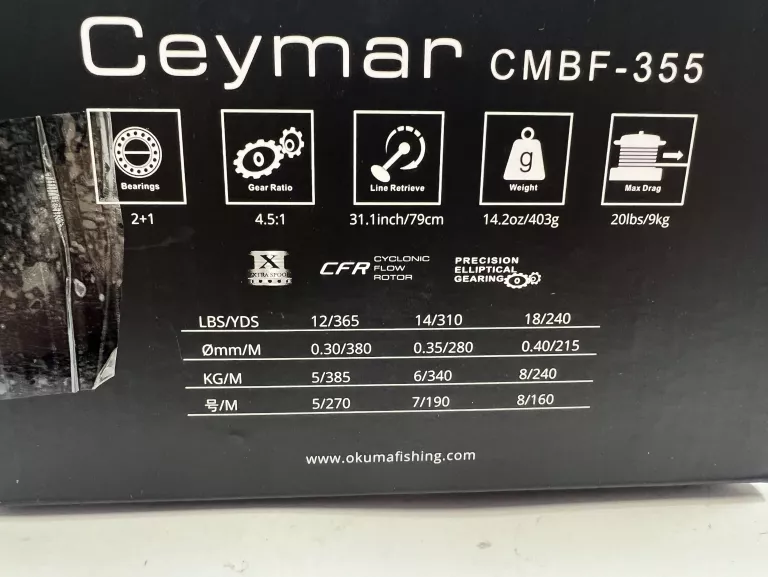 Ceymar CMBF-355
Bearings
Gear Ratio
Line Retrieve
g
Weight
Max Drag
2+1
4.5:1
31.1inch/79cm
14.2oz/403g
20lbs/9kg
X
EXTRA SPOOL
CFR CYCLONIC
FLOW
ROTOR
PRECISION
ELLIPTICAL
GEARING
LBS/YDS 12/365 14/310 18/240
Ømm/M 0.30/380 0.35/280 0.40/215
KG/M 5/385 6/340 8/240
号/M 5/270 7/190 8/160
www.okumafishing.com